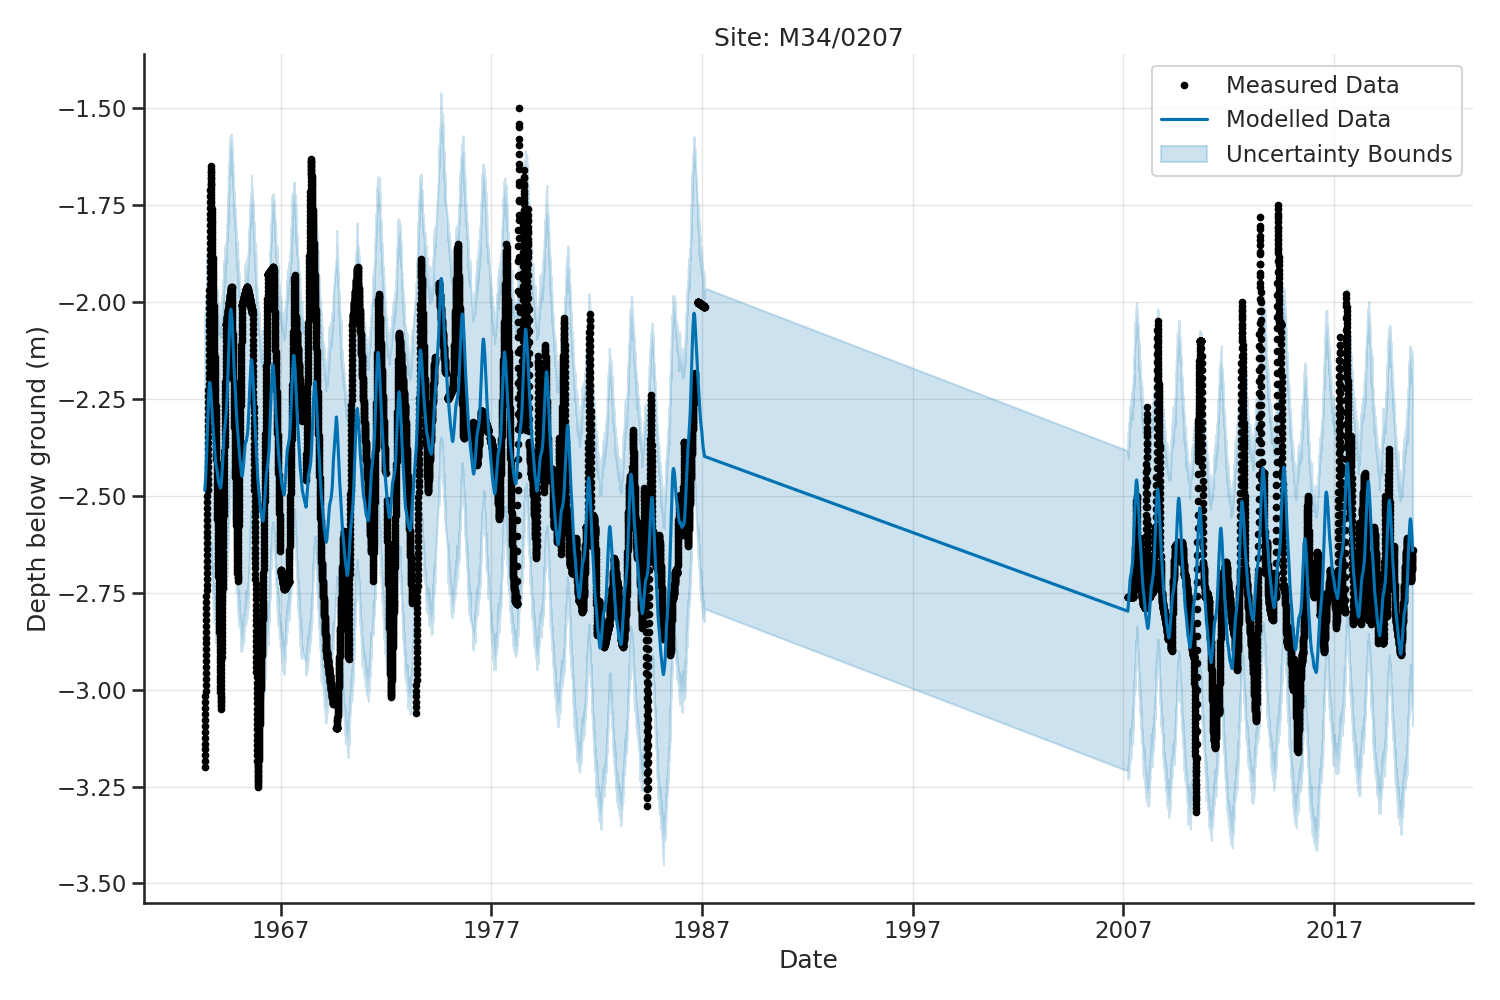 Site: M34/0207
Measured Data
Modelled Data
Uncertainty Bounds
Depth below ground (m)
−1.50
−1.75
−2.00
−2.25
−2.50
−2.75
−3.00
−3.25
−3.50
1967
1977
1987
1997
2007
2017
Date